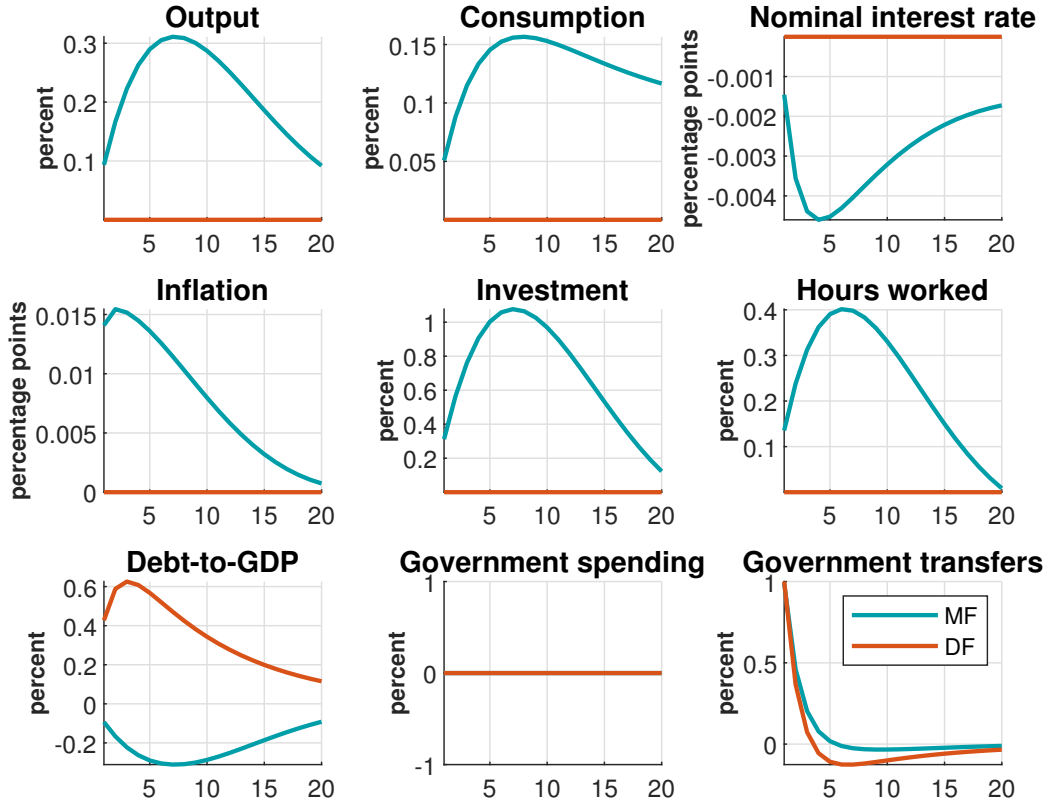 Output
percent
0.3
0.2
0.1
5 10 15 20
Consumption
percent
0.15
0.1
0.05
5 10 15 20
Nominal interest rate
percentage points
-0.001
-0.002
-0.003
-0.004
5 10 15 20
Inflation
percentage points
0.015
0.01
0.005
0
5 10 15 20
Investment
percent
1
0.8
0.6
0.4
0.2
5 10 15 20
Hours worked
percent
0.4
0.3
0.2
0.1
5 10 15 20
Debt-to-GDP
percent
0.6
0.4
0.2
0
-0.2
5 10 15 20
Government spending
percent
1
0
-1
5 10 15 20
Government transfers
percent
1
0.5
0
5 10 15 20
MF
DF